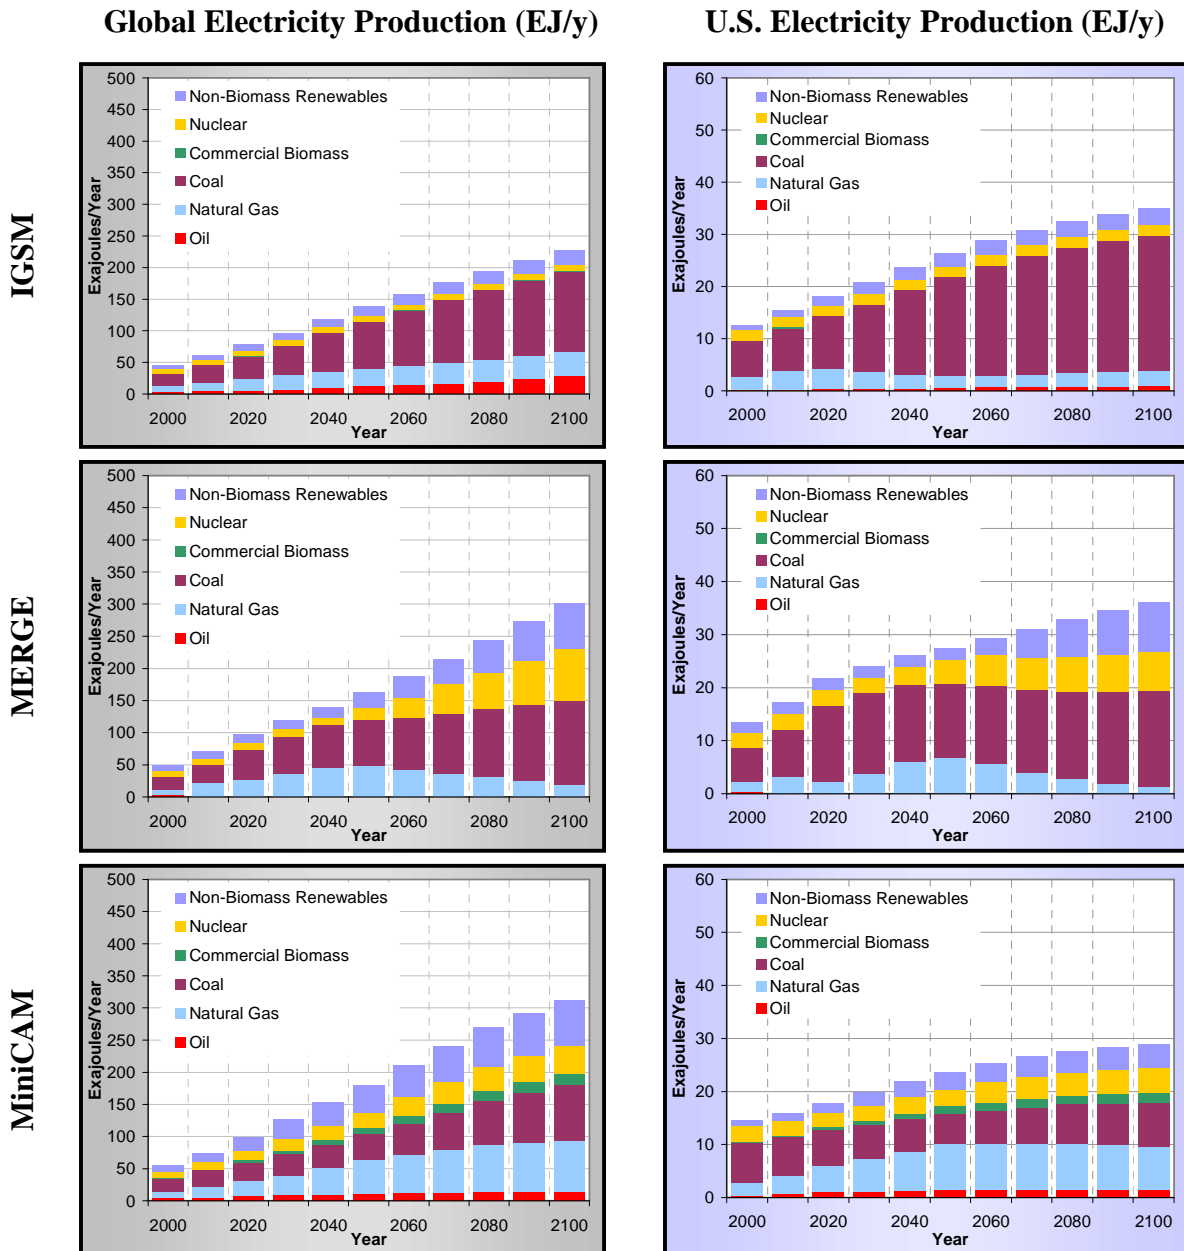 Global Electricity Production (EJ/y)
U.S. Electricity Production (EJ/y)
IGSM
500
450
400
350
300
250
200
150
100
50
0
Exajoules/Year
Non-Biomass Renewables
Nuclear
Commercial Biomass
Coal
Natural Gas
Oil
2000 2020 2040 2060 2080 2100
Year
60
50
40
30
20
10
0
Exajoules/Year
Non-Biomass Renewables
Nuclear
Commercial Biomass
Coal
Natural Gas
Oil
2000 2020 2040 2060 2080 2100
Year
MERGE
500
450
400
350
300
250
200
150
100
50
0
Exajoules/Year
Non-Biomass Renewables
Nuclear
Commercial Biomass
Coal
Natural Gas
Oil
2000 2020 2040 2060 2080 2100
Year
60
50
40
30
20
10
0
Exajoules/Year
Non-Biomass Renewables
Nuclear
Commercial Biomass
Coal
Natural Gas
Oil
2000 2020 2040 2060 2080 2100
Year
MiniCAM
500
450
400
350
300
250
200
150
100
50
0
Exajoules/Year
Non-Biomass Renewables
Nuclear
Commercial Biomass
Coal
Natural Gas
Oil
2000 2020 2040 2060 2080 2100
Year
60
50
40
30
20
10
0
Exajoules/Year
Non-Biomass Renewables
Nuclear
Commercial Biomass
Coal
Natural Gas
Oil
2000 2020 2040 2060 2080 2100
Year